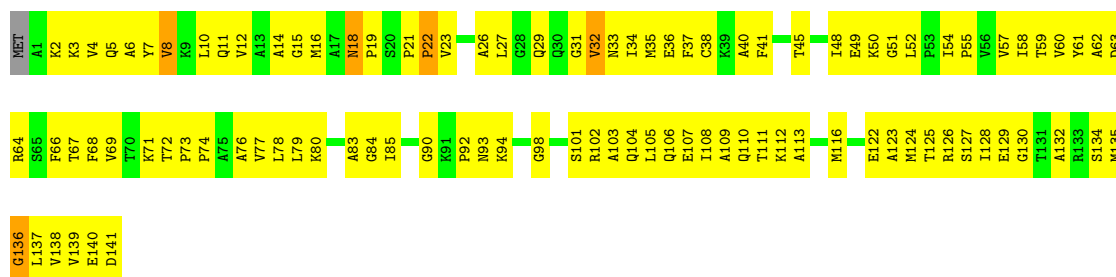 MET A1 K2 K3 V4 Q5 A6 Y7 V8 K9 L10 Q11 V12 A13 A14 G15 M16 A17 N18 P19 S20 P21 P22 V23 A26 L27 G28 Q29 Q30 G31 V32 N33 I34 M35 E36 F37 C38 K39 A40 F41 T45 I48 E49 K50 G51 L52 P53 I54 P55 V56 V57 I58 T59 V60 Y61 A62 D63
R64 S65 F66 T67 F68 V69 T70 K71 T72 P73 P74 A75 A76 V77 L78 L79 K80 A83 G84 I85 G90 K91 P92 N93 K94 G98 S101 R102 A103 Q104 L105 Q106 E107 I108 A109 Q110 T111 K112 A113 M116 E122 A123 M124 T125 R126 S127 I128 E129 G130 T131 A132 R133 S134 M135
G136 L137 V138 V139 E140 D141